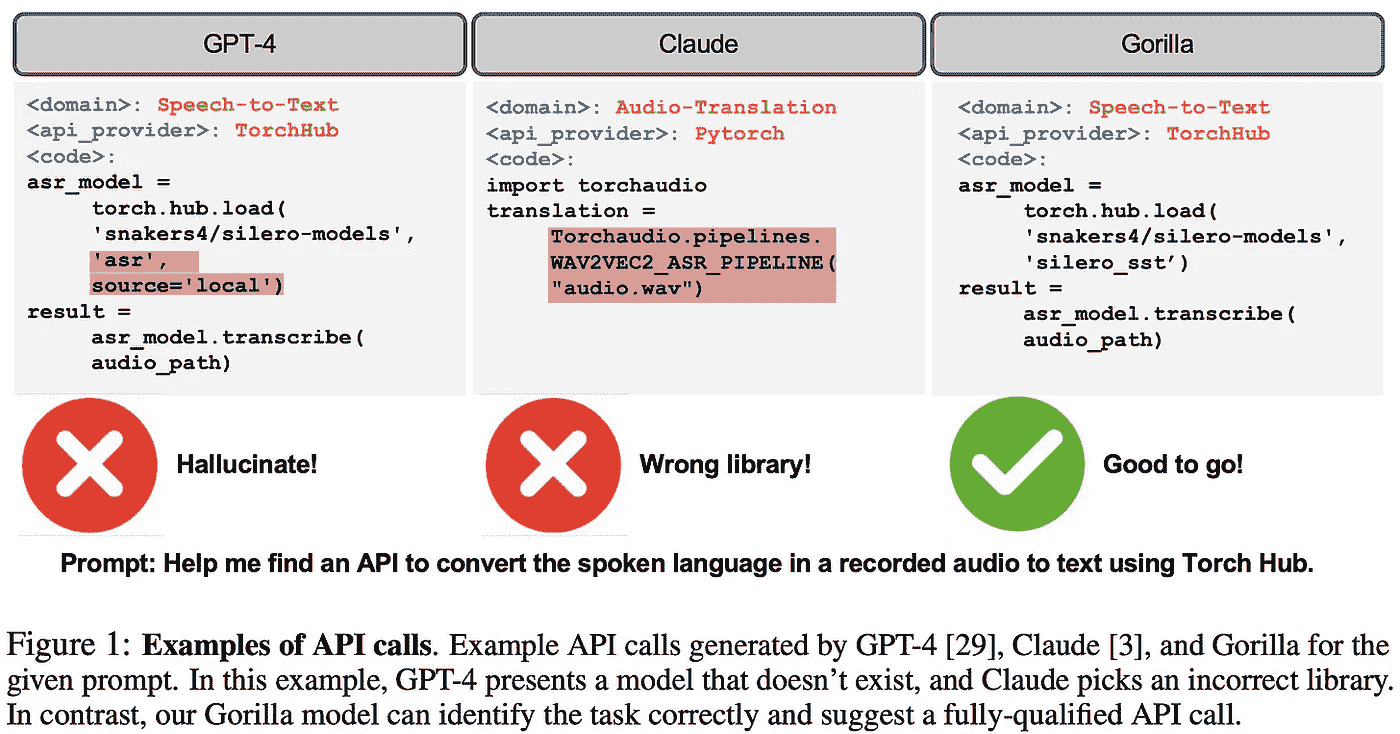 GPT-4
<domain>: Speech-to-Text
<api_provider>: TorchHub
<code>:
asr_model =
torch.hub.load(
'snakers4/silero-models',
'asr',
source='local')
result =
asr_model.transcribe(
audio_path)
Hallucinate!
Claude
<domain>: Audio-Translation
<api_provider>: Pytorch
<code>:
import torchaudio
translation =
Torchaudio.pipelines.
WAV2VEC2_ASR_PIPELINE(
"audio.wav")
Wrong library!
Gorilla
<domain>: Speech-to-Text
<api_provider>: TorchHub
<code>:
asr_model =
torch.hub.load(
'snakers4/silero-models',
'silero_sst’)
result =
asr_model.transcribe(
audio_path)
Good to go!
Prompt: Help me find an API to convert the spoken language in a recorded audio to text using Torch Hub.
Figure 1: Examples of API calls. Example API calls generated by GPT-4 [29], Claude [3], and Gorilla for the
given prompt. In this example, GPT-4 presents a model that doesn’t exist, and Claude picks an incorrect library.
In contrast, our Gorilla model can identify the task correctly and suggest a fully-qualified API call.